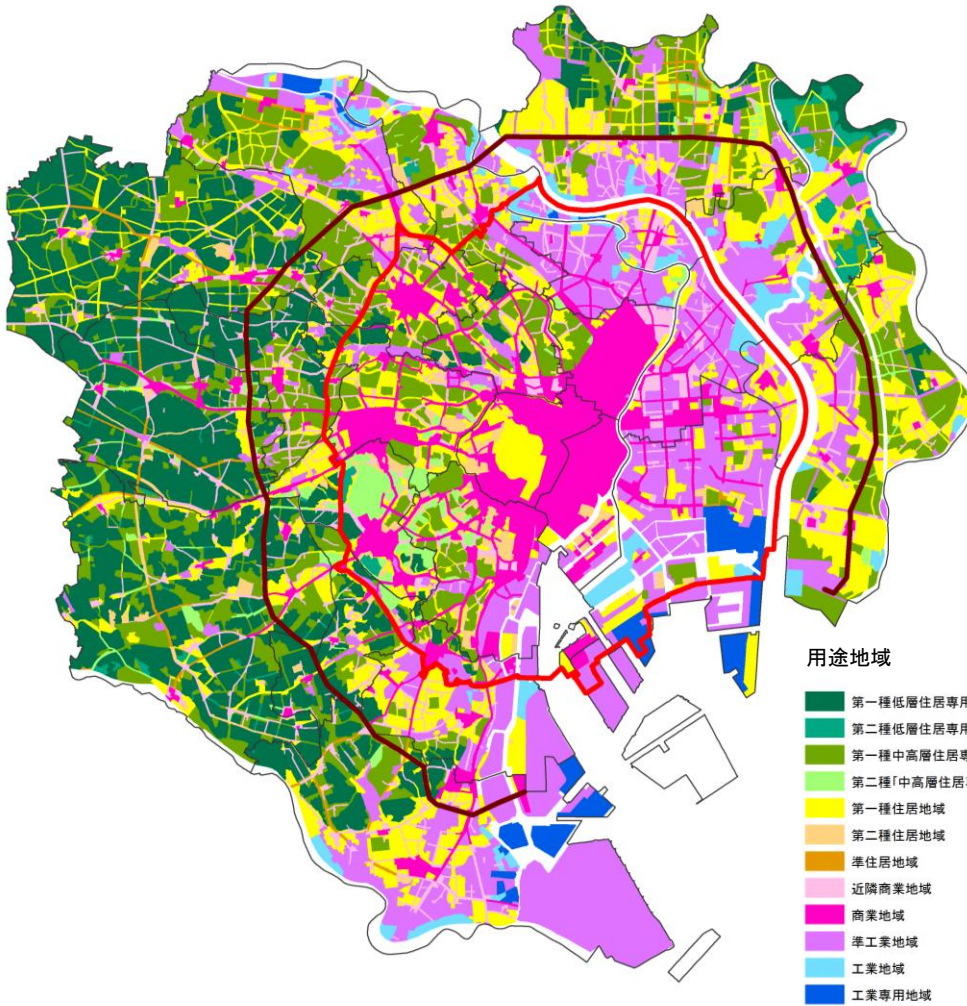 用途地域
第一種低層住居専用
第二種低層住居専用
第一種中高層住居専
第二種「中高層住居
第一種住居地域
第二種住居地域
準住居地域
近隣商業地域
商業地域
準工業地域
工業地域
工業専用地域